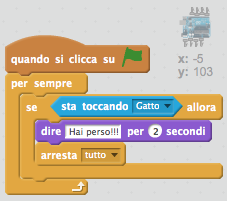 x: -5
y: 103
quando si clicca su
per sempre
se sta toccando Gatto allora
dire Hai perso!!! per 2 secondi
arresta tutto